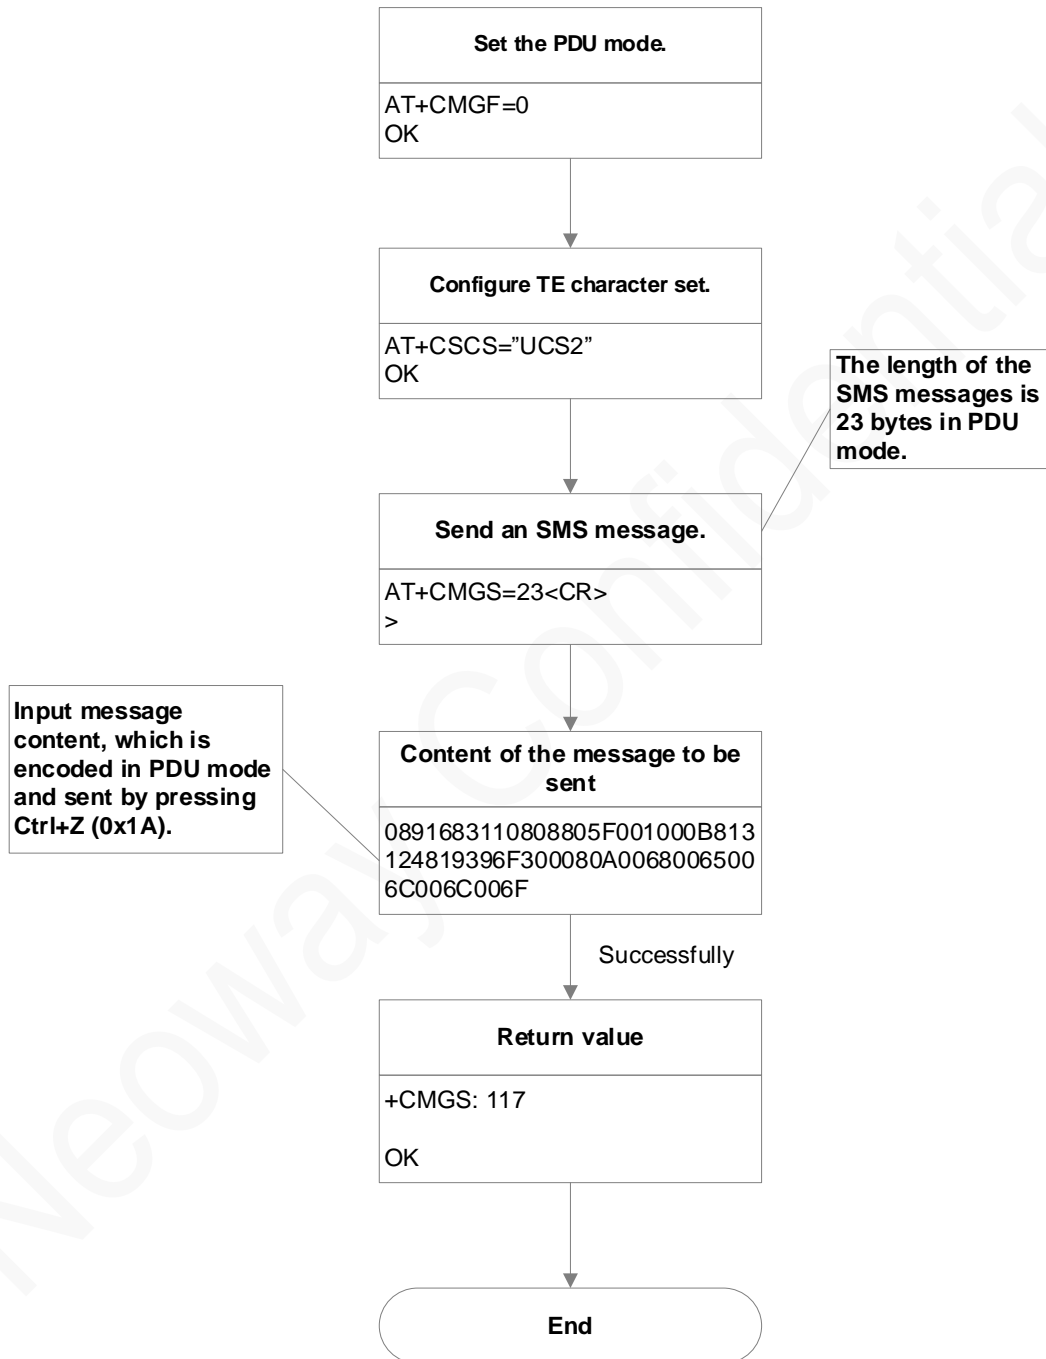 Set the PDU mode.
AT+CMGF=0
OK
Configure TE character set.
AT+CSCS=”UCS2”
OK
The length of the
SMS messages is
23 bytes in PDU
mode.
Send an SMS message.
AT+CMGS=23<CR>
>
Input message
content, which is
encoded in PDU mode
and sent by pressing
Ctrl+Z (0x1A).
Content of the message to be
sent
0891683110808805F001000B813
124819396F300080A0068006500
6C006C006F
Successfully
Return value
+CMGS: 117
OK
End
Neoway Confidential